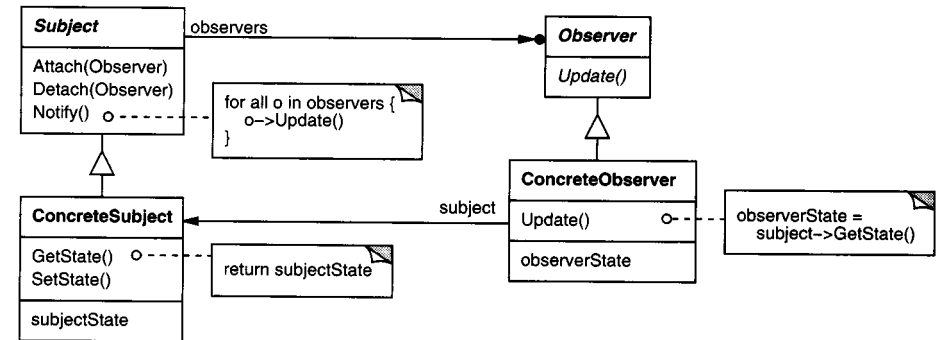 Subject
observers
Observer
Attach(Observer)
Detach(Observer)
Notify()
for all o in observers {
o->Update()
}
Update()
ConcreteSubject
GetState()
SetState()
subjectState
return subjectState
subject
ConcreteObserver
Update()
observerState
observerState =
subject->GetState()